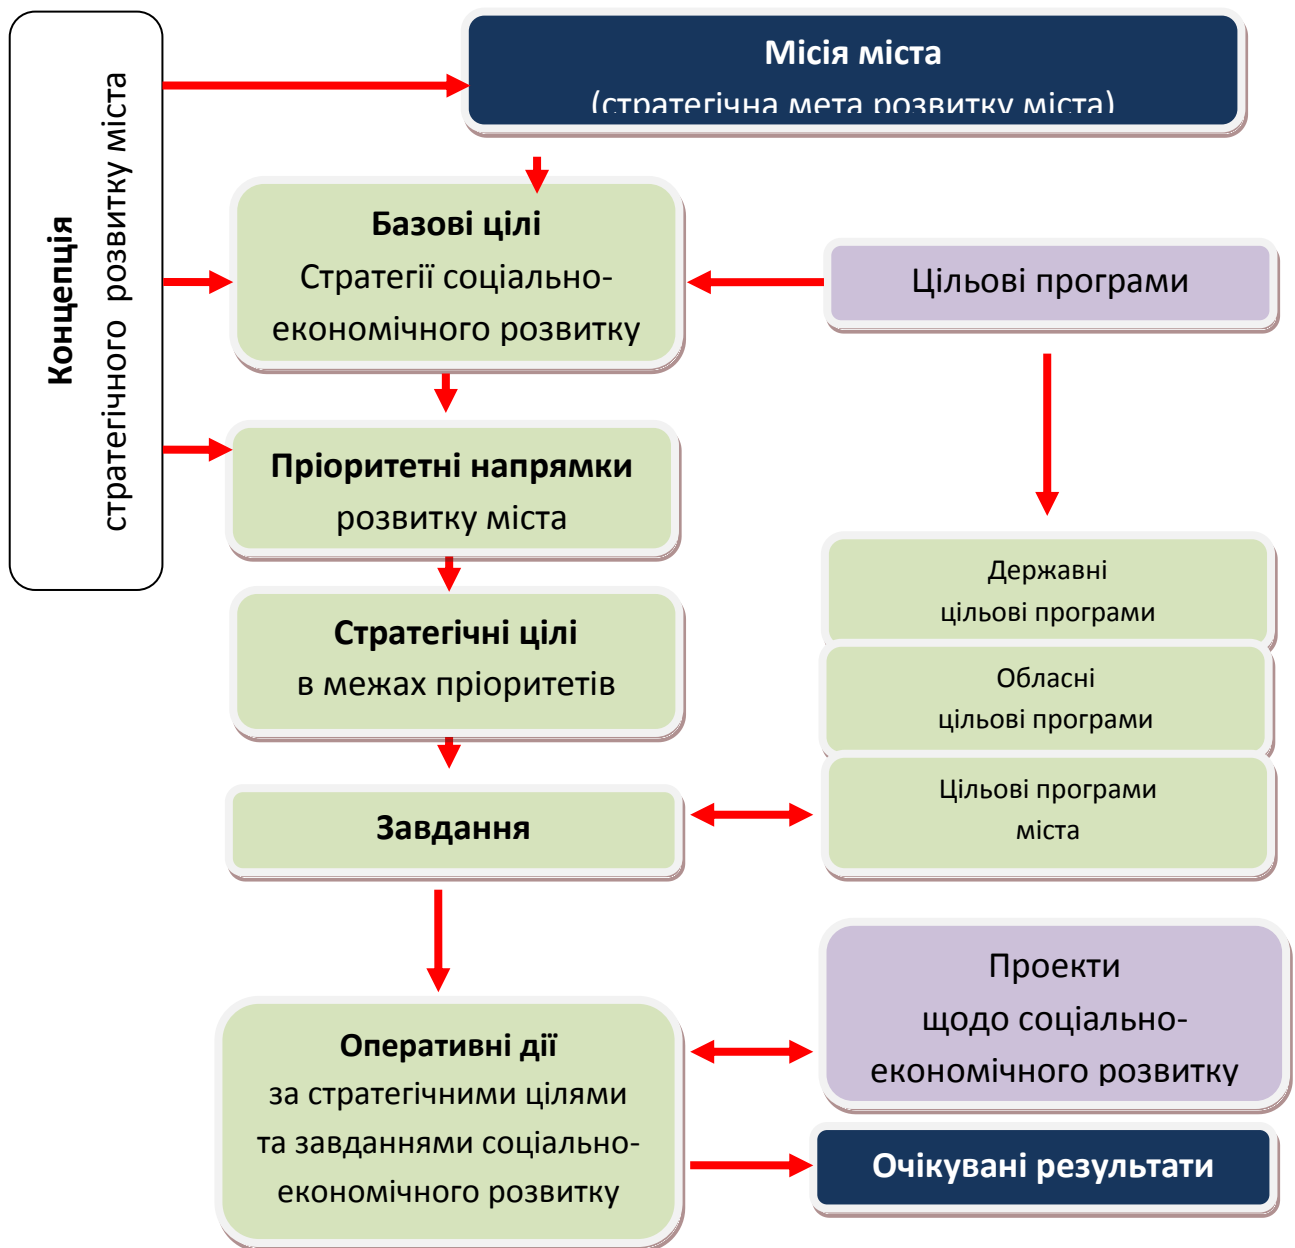 Концепція
стратегічного розвитку міста
Місія міста
(стратегічна мета розвитку міста)
Базові цілі
Стратегії соціально-
економічного розвитку
Цільові програми
Пріоритетні напрямки
розвитку міста
Державні
цільові програми
Стратегічні цілі
в межах пріоритетів
Обласні
цільові програми
Завдання
Цільові програми
міста
Проекти
щодо соціально-
економічного розвитку
Оперативні дії
за стратегічними цілями
та завданнями соціально-
економічного розвитку
Очікувані результати